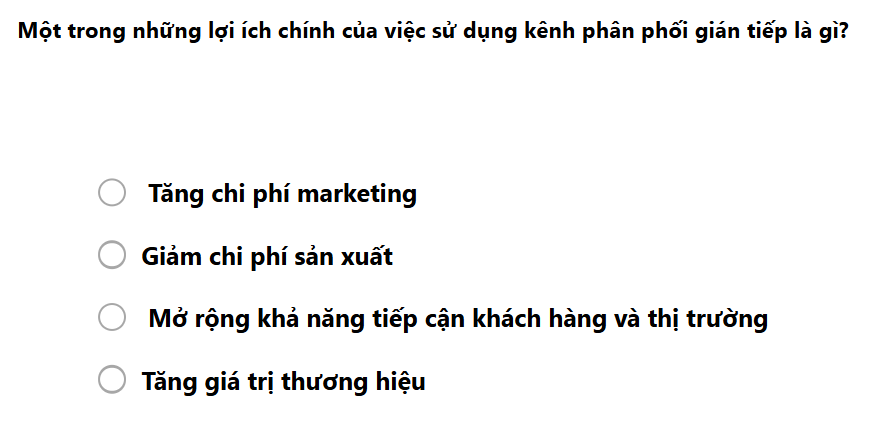 Một trong những lợi ích chính của việc sử dụng kênh phân phối gián tiếp là gì?
Tăng chi phí marketing
Giảm chi phí sản xuất
Mở rộng khả năng tiếp cận khách hàng và thị trường
Tăng giá trị thương hiệu